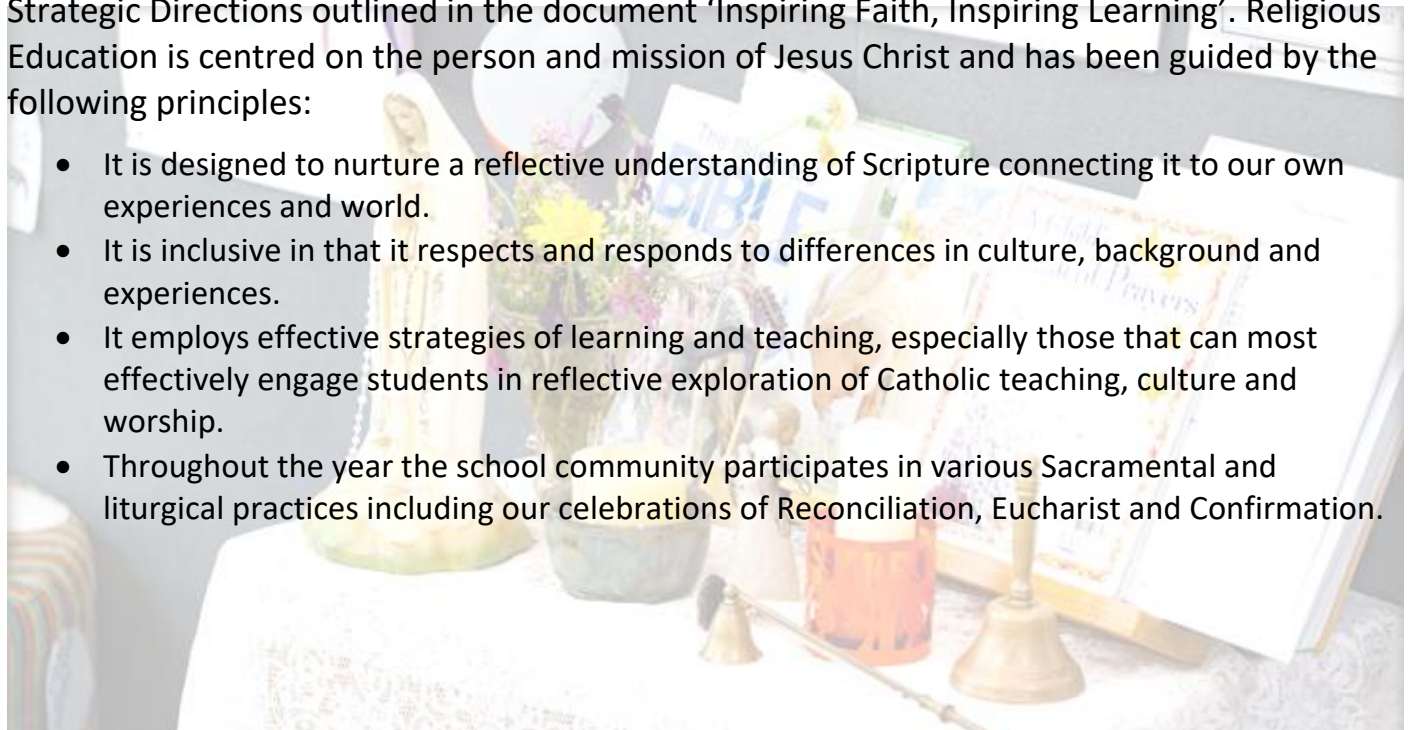 Strategic Directions outlined in the document ‘Inspiring Faith, Inspiring Learning’. Religious
Education is centred on the person and mission of Jesus Christ and has been guided by the
following principles:
• It is designed to nurture a reflective understanding of Scripture connecting it to our own
experiences and world.
• It is inclusive in that it respects and responds to differences in culture, background and
experiences.
• It employs effective strategies of learning and teaching, especially those that can most
effectively engage students in reflective exploration of Catholic teaching, culture and
worship.
• Throughout the year the school community participates in various Sacramental and
liturgical practices including our celebrations of Reconciliation, Eucharist and Confirmation.
BIBLE
Prayers